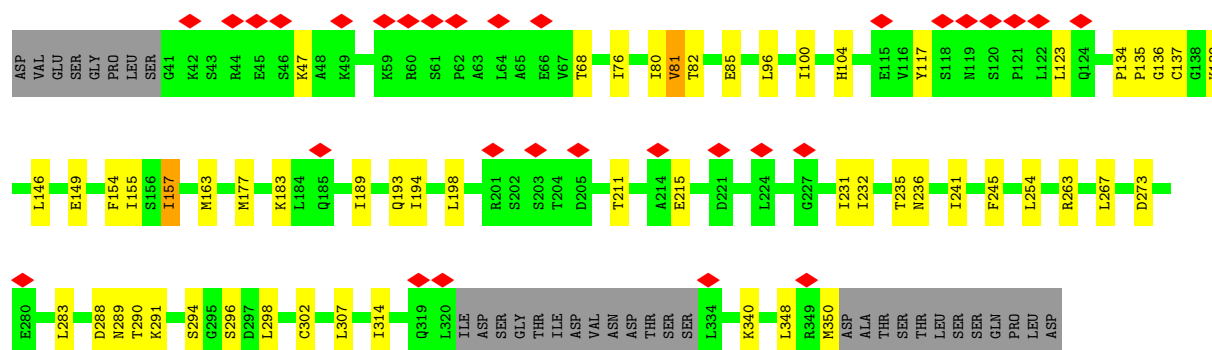 ASP VAL GLU SER GLY PRO LEU SER G41 K42 S43 R44 E45 S46 K47 A48 K49 K59 R60 S61 P62 A63 L64 A65 E66 V67 T68 I76 I80 V81 T82 E85 L96 I100 H104 E115 V116 Y117 S118 N119 S120 P121 L122 L123 Q124 P134 P135 G136 C137 G138
L146 E149 F154 I155 S156 I157 M163 M177 K183 L184 Q185 I189 Q193 I194 L198 R201 S202 S203 T204 D205 T211 A214 E215 D221 L224 G227 I231 I232 T235 N236 I241 F245 L254 R263 L267 D273
E280 L283 D288 N289 T290 K291 S294 G295 S296 D297 L298 C302 L307 I314 Q319 L320 ILE ASP SER GLY THR ILE ASP VAL ASN ASP THR SER SER L334 K340 L348 R349 M350 ASP ALA THR SER THR LEU SER SER GLN PRO LEU ASP